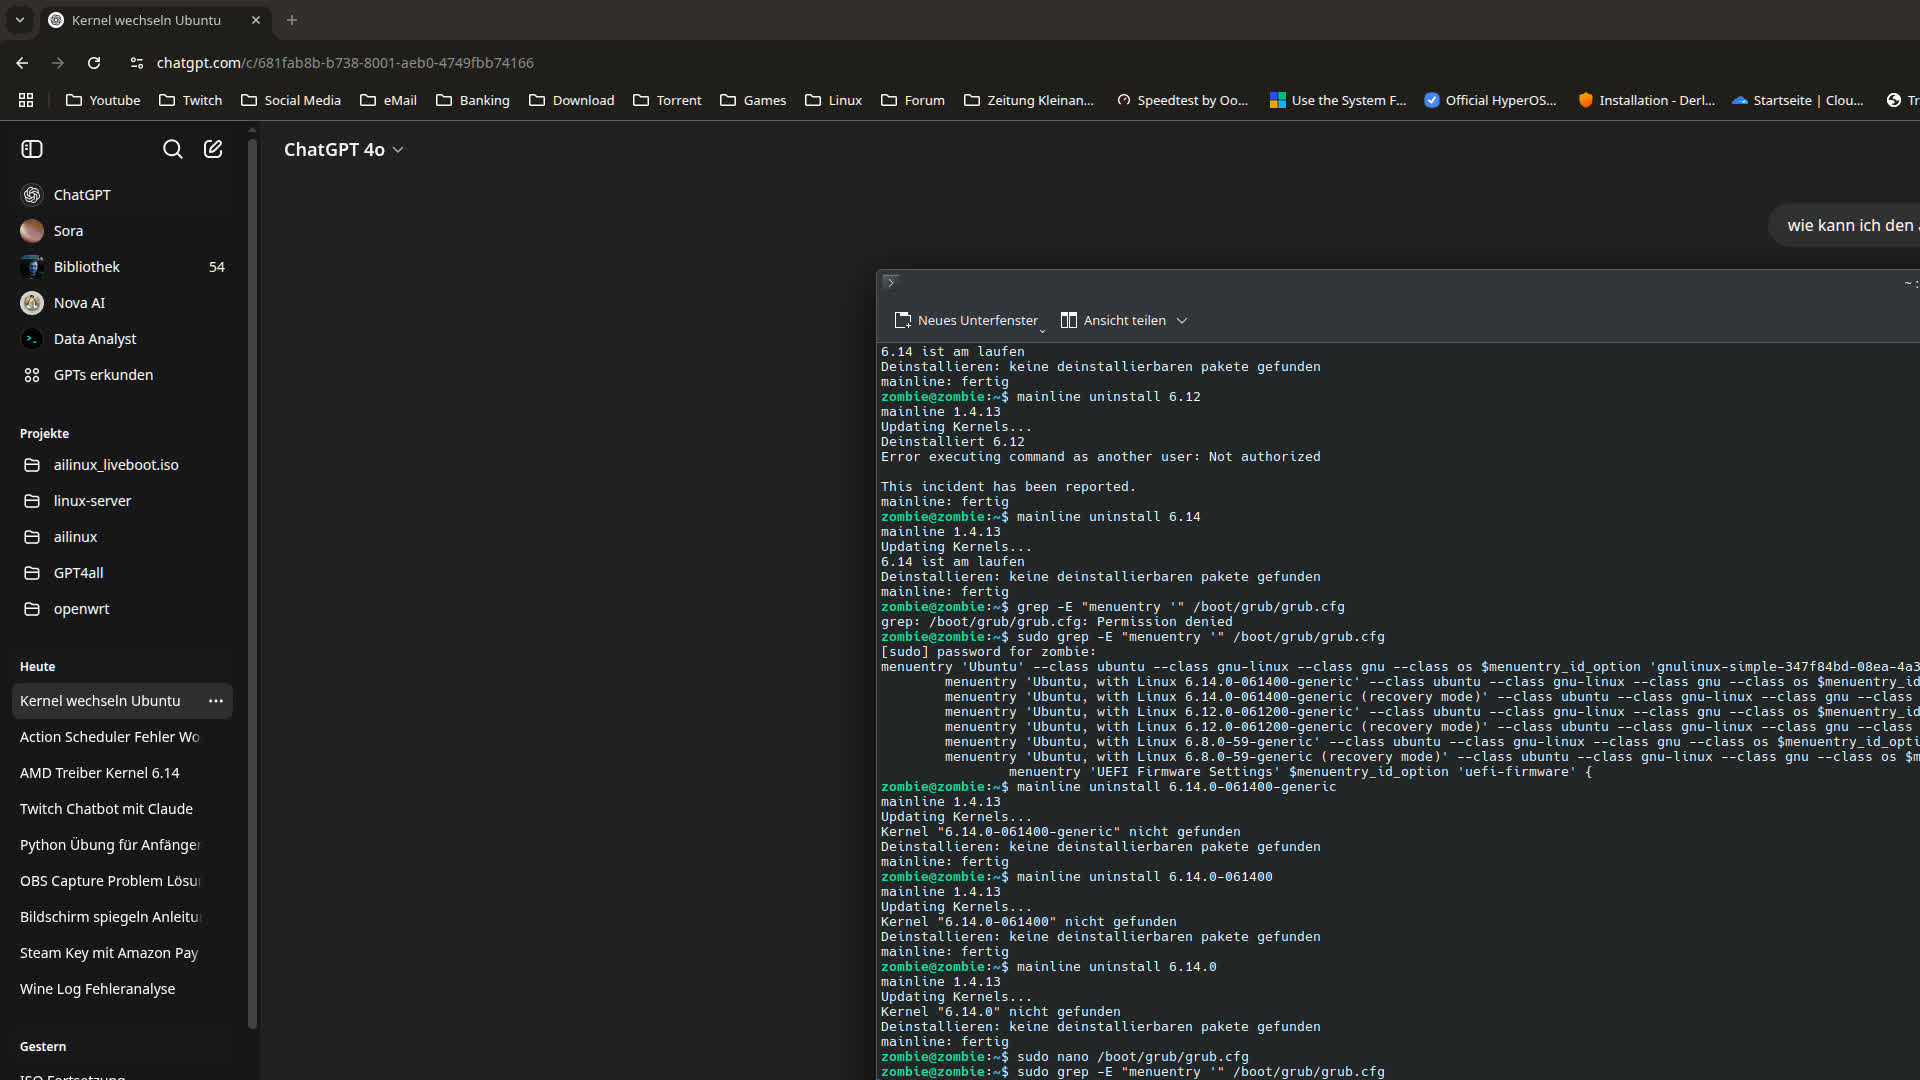 Kernel wechseln Ubuntu
chatgpt.com/c/681fab8b-b738-8001-aeb0-4749fbb74166
Youtube
Twitch
Social Media
eMail
Banking
Download
Torrent
Games
Linux
Forum
Zeitung Kleinan...
Speedtest by Oo...
Use the System F...
Official HyperOS...
Installation - Derl...
Startseite | Clou...
Tr
ChatGPT 4o
ChatGPT
Sora
Bibliothek 54
Nova AI
Data Analyst
GPTs erkunden
Projekte
ailinux_liveboot.iso
linux-server
ailinux
GPT4all
openwrt
Heute
Kernel wechseln Ubuntu
Action Scheduler Fehler Wo
AMD Treiber Kernel 6.14
Twitch Chatbot mit Claude
Python Übung für Anfänger
OBS Capture Problem Lösu
Bildschirm spiegeln Anleitu
Steam Key mit Amazon Pay
Wine Log Fehleranalyse
Gestern
ISO Fortsetzung
wie kann ich den a
~ :
Neues Unterfenster
Ansicht teilen
6.14 ist am laufen
Deinstallieren: keine deinstallierbaren pakete gefunden
mainline: fertig
zombie@zombie:~$ mainline uninstall 6.12
mainline 1.4.13
Updating Kernels...
Deinstalliert 6.12
Error executing command as another user: Not authorized
This incident has been reported.
mainline: fertig
zombie@zombie:~$ mainline uninstall 6.14
mainline 1.4.13
Updating Kernels...
6.14 ist am laufen
Deinstallieren: keine deinstallierbaren pakete gefunden
mainline: fertig
zombie@zombie:~$ grep -E "menuentry '" /boot/grub/grub.cfg
grep: /boot/grub/grub.cfg: Permission denied
zombie@zombie:~$ sudo grep -E "menuentry '" /boot/grub/grub.cfg
[sudo] password for zombie:
menuentry 'Ubuntu' --class ubuntu --class gnu-linux --class gnu --class os $menuentry_id_option 'gnulinux-simple-347f84bd-08ea-4a3
menuentry 'Ubuntu, with Linux 6.14.0-061400-generic' --class ubuntu --class gnu-linux --class gnu --class os $menuentry_id
menuentry 'Ubuntu, with Linux 6.14.0-061400-generic (recovery mode)' --class ubuntu --class gnu-linux --class gnu --class
menuentry 'Ubuntu, with Linux 6.12.0-061200-generic' --class ubuntu --class gnu-linux --class gnu --class os $menuentry_id
menuentry 'Ubuntu, with Linux 6.12.0-061200-generic (recovery mode)' --class ubuntu --class gnu-linux --class gnu --class
menuentry 'Ubuntu, with Linux 6.8.0-59-generic' --class ubuntu --class gnu-linux --class gnu --class os $menuentry_id_opti
menuentry 'Ubuntu, with Linux 6.8.0-59-generic (recovery mode)' --class ubuntu --class gnu-linux --class gnu --class os $m
menuentry 'UEFI Firmware Settings' $menuentry_id_option 'uefi-firmware' {
zombie@zombie:~$ mainline uninstall 6.14.0-061400-generic
mainline 1.4.13
Updating Kernels...
Kernel "6.14.0-061400-generic" nicht gefunden
Deinstallieren: keine deinstallierbaren pakete gefunden
mainline: fertig
zombie@zombie:~$ mainline uninstall 6.14.0-061400
mainline 1.4.13
Updating Kernels...
Kernel "6.14.0-061400" nicht gefunden
Deinstallieren: keine deinstallierbaren pakete gefunden
mainline: fertig
zombie@zombie:~$ mainline uninstall 6.14.0
mainline 1.4.13
Updating Kernels...
Kernel "6.14.0" nicht gefunden
Deinstallieren: keine deinstallierbaren pakete gefunden
mainline: fertig
zombie@zombie:~$ sudo nano /boot/grub/grub.cfg
zombie@zombie:~$ sudo grep -E "menuentry '" /boot/grub/grub.cfg